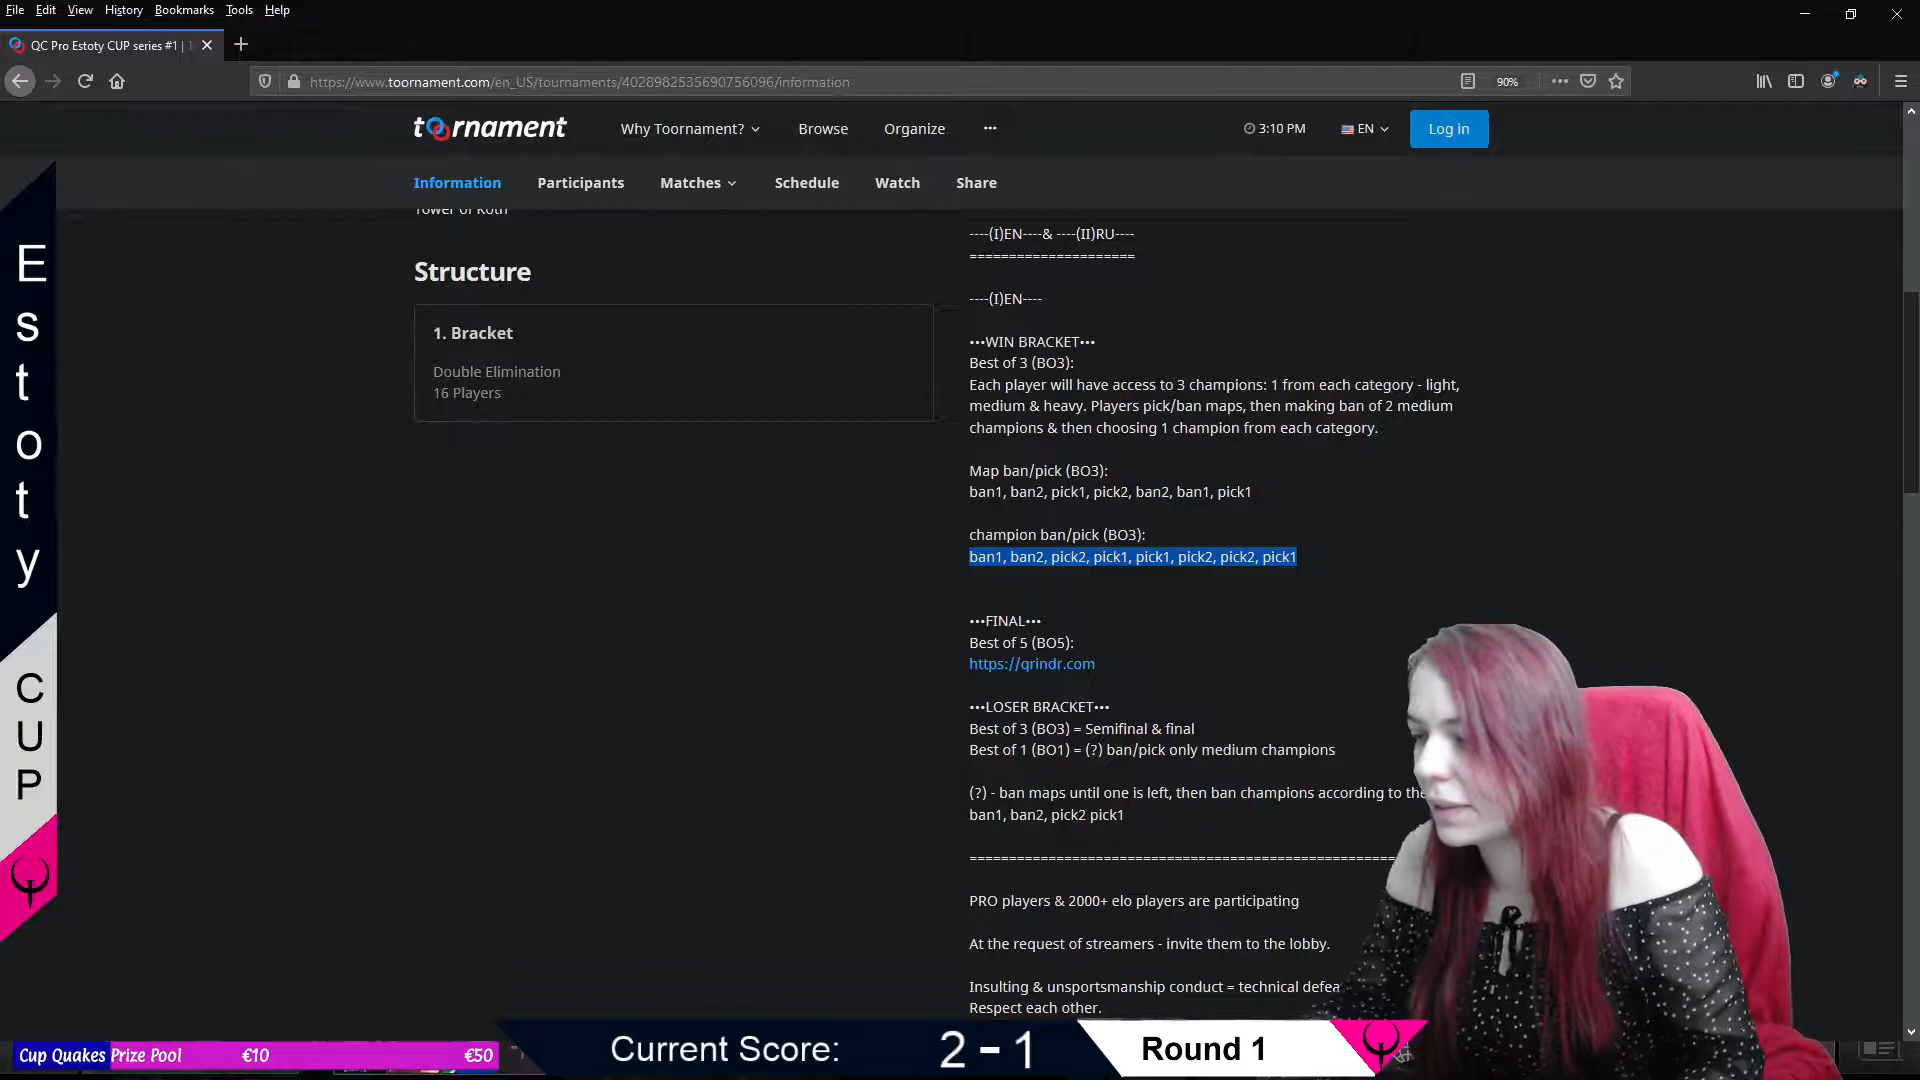 File Edit View History Bookmarks Tools Help
QC Pro Estoty CUP series #1 |
https://www.toornament.com/en_US/tournaments/4028982535690756096/information
90%
toornament
Why Toornament?
Browse
Organize
3:10 PM
EN
Log in
Information
Participants
Matches
Schedule
Watch
Share
Tower of Koth
Structure
1. Bracket
Double Elimination
16 Players
----(I)EN----& ----(II)RU----
=====================
----(I)EN----
•••WIN BRACKET•••
Best of 3 (BO3):
Each player will have access to 3 champions: 1 from each category - light,
medium & heavy. Players pick/ban maps, then making ban of 2 medium
champions & then choosing 1 champion from each category.
Map ban/pick (BO3):
ban1, ban2, pick1, pick2, ban2, ban1, pick1
champion ban/pick (BO3):
ban1, ban2, pick2, pick1, pick1, pick2, pick2, pick1
•••FINAL•••
Best of 5 (BO5):
https://qrindr.com
•••LOSER BRACKET•••
Best of 3 (BO3) = Semifinal & final
Best of 1 (BO1) = (?) ban/pick only medium champions
(?) - ban maps until one is left, then ban champions according to the
ban1, ban2, pick2 pick1
======================================================
PRO players & 2000+ elo players are participating
At the request of streamers - invite them to the lobby.
Insulting & unsportsmanship conduct = technical defea
Respect each other.
Estoty
CUP
Cup Quakes Prize Pool €10 €50
Current Score: 2 - 1
Round 1